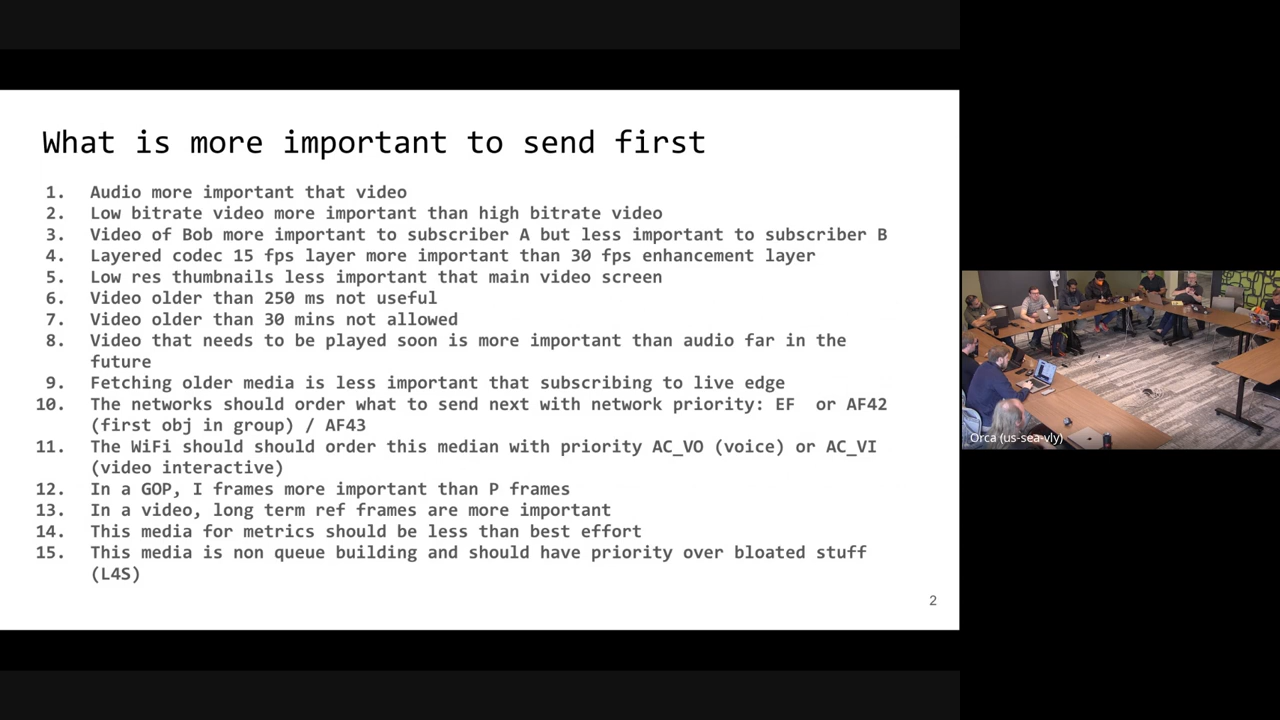 What is more important to send first
1. Audio more important that video
2. Low bitrate video more important than high bitrate video
3. Video of Bob more important to subscriber A but less important to subscriber B
4. Layered codec 15 fps layer more important than 30 fps enhancement layer
5. Low res thumbnails less important that main video screen
6. Video older than 250 ms not useful
7. Video older than 30 mins not allowed
8. Video that needs to be played soon is more important than audio far in the
future
9. Fetching older media is less important that subscribing to live edge
10. The networks should order what to send next with network priority: EF  or AF42
(first obj in group) / AF43
11. The WiFi should should order this median with priority AC_VO (voice) or AC_VI
(video interactive)
12. In a GOP, I frames more important than P frames
13. In a video, long term ref frames are more important
14. This media for metrics should be less than best effort
15. This media is non queue building and should have priority over bloated stuff
(L4S)
2
Orca (us-sea-vly)